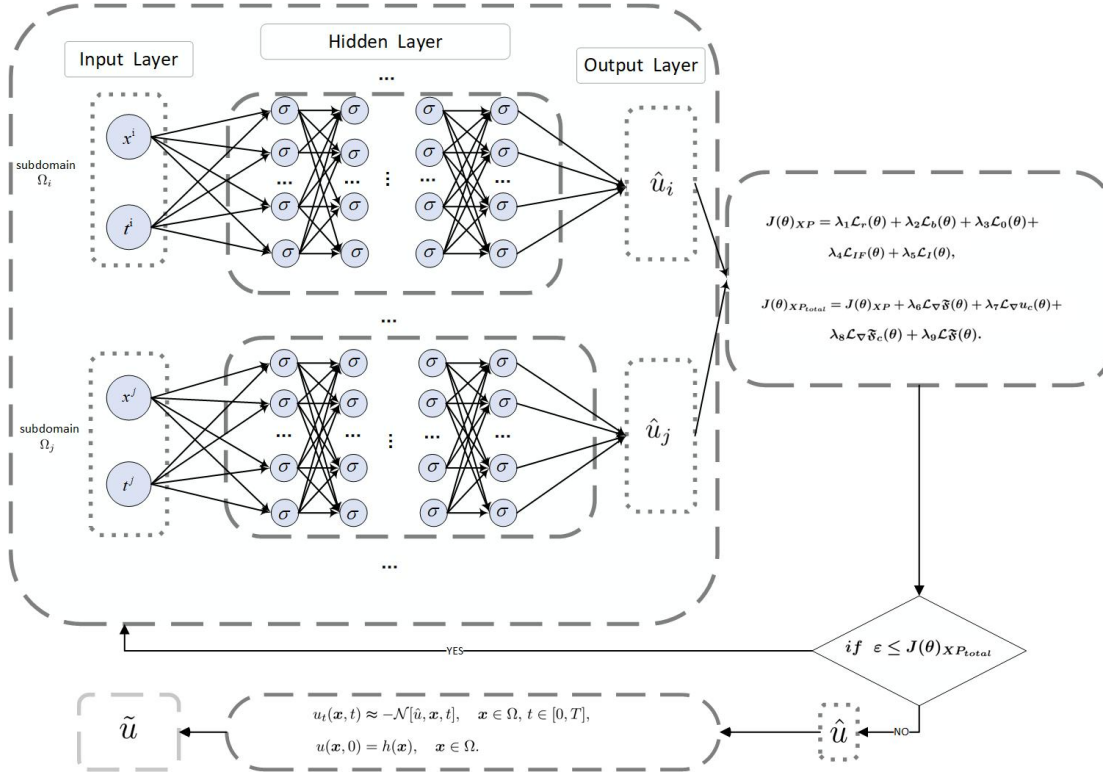 Input Layer
Hidden Layer
Output Layer
...
subdomain
Ω_i
x^i
t^i
σ σ σ σ
σ σ σ σ
... ... ⋮ ... ...
σ σ σ σ
σ σ σ σ
û_i
...
subdomain
Ω_j
x^j
t^j
σ σ σ σ
σ σ σ σ
... ... ⋮ ... ...
σ σ σ σ
σ σ σ σ
û_j
...
J(θ)_{XP} = λ_1 ℒ_r(θ) + λ_2 ℒ_b(θ) + λ_3 ℒ_0(θ)+
λ_4 ℒ_{IF}(θ) + λ_5 ℒ_I(θ),
J(θ)_{XP_{total}} = J(θ)_{XP} + λ_6 ℒ_{∇𝔉}(θ) + λ_7 ℒ_{∇u_c}(θ)+
λ_8 ℒ_{∇𝔉_c}(θ) + λ_9 ℒ_𝔉(θ).
if ε ≤ J(θ)_{XP_{total}}
YES
NO
û
u_t(x, t) ≈ −𝒩[û, x, t], x ∈ Ω, t ∈ [0, T],
u(x, 0) = h(x), x ∈ Ω.
ũ